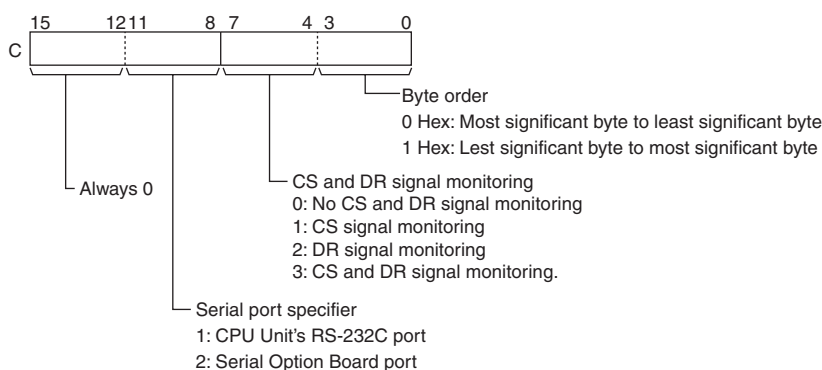 15 12 11 8 7 4 3 0
C
Byte order
0 Hex: Most significant byte to least significant byte
1 Hex: Lest significant byte to most significant byte
Always 0
CS and DR signal monitoring
0: No CS and DR signal monitoring
1: CS signal monitoring
2: DR signal monitoring
3: CS and DR signal monitoring.
Serial port specifier
1: CPU Unit's RS-232C port
2: Serial Option Board port